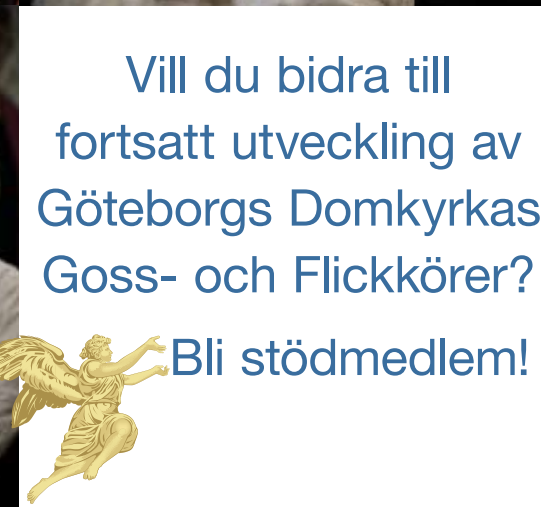 Vill du bidra till
fortsatt utveckling av
Göteborgs Domkyrkas
Goss- och Flickkörer?
Bli stödmedlem!